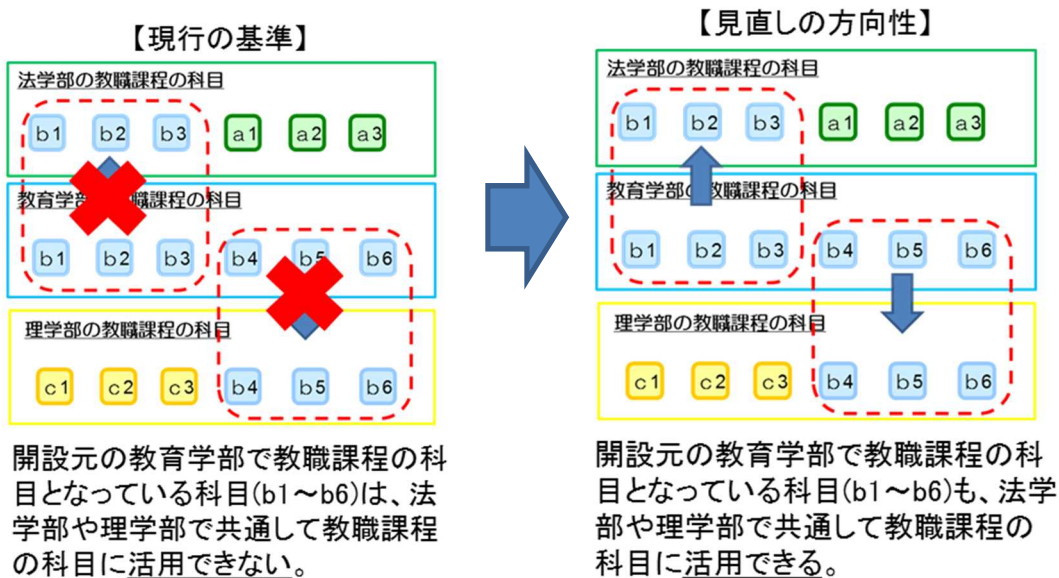 【現行の基準】
法学部の教職課程の科目
b1 b2 b3 a1 a2 a3
教育学部 教職課程の科目
b1 b2 b3 b4 b5 b6
理学部の教職課程の科目
c1 c2 c3 b4 b5 b6
開設元の教育学部で教職課程の科
目となっている科目(b1～b6)は、法
学部や理学部で共通して教職課程
の科目に活用できない。
【見直しの方向性】
法学部の教職課程の科目
b1 b2 b3 a1 a2 a3
教育学部の教職課程の科目
b1 b2 b3 b4 b5 b6
理学部の教職課程の科目
c1 c2 c3 b4 b5 b6
開設元の教育学部で教職課程の科
目となっている科目(b1～b6)も、法学
部や理学部で共通して教職課程の
科目に活用できる。